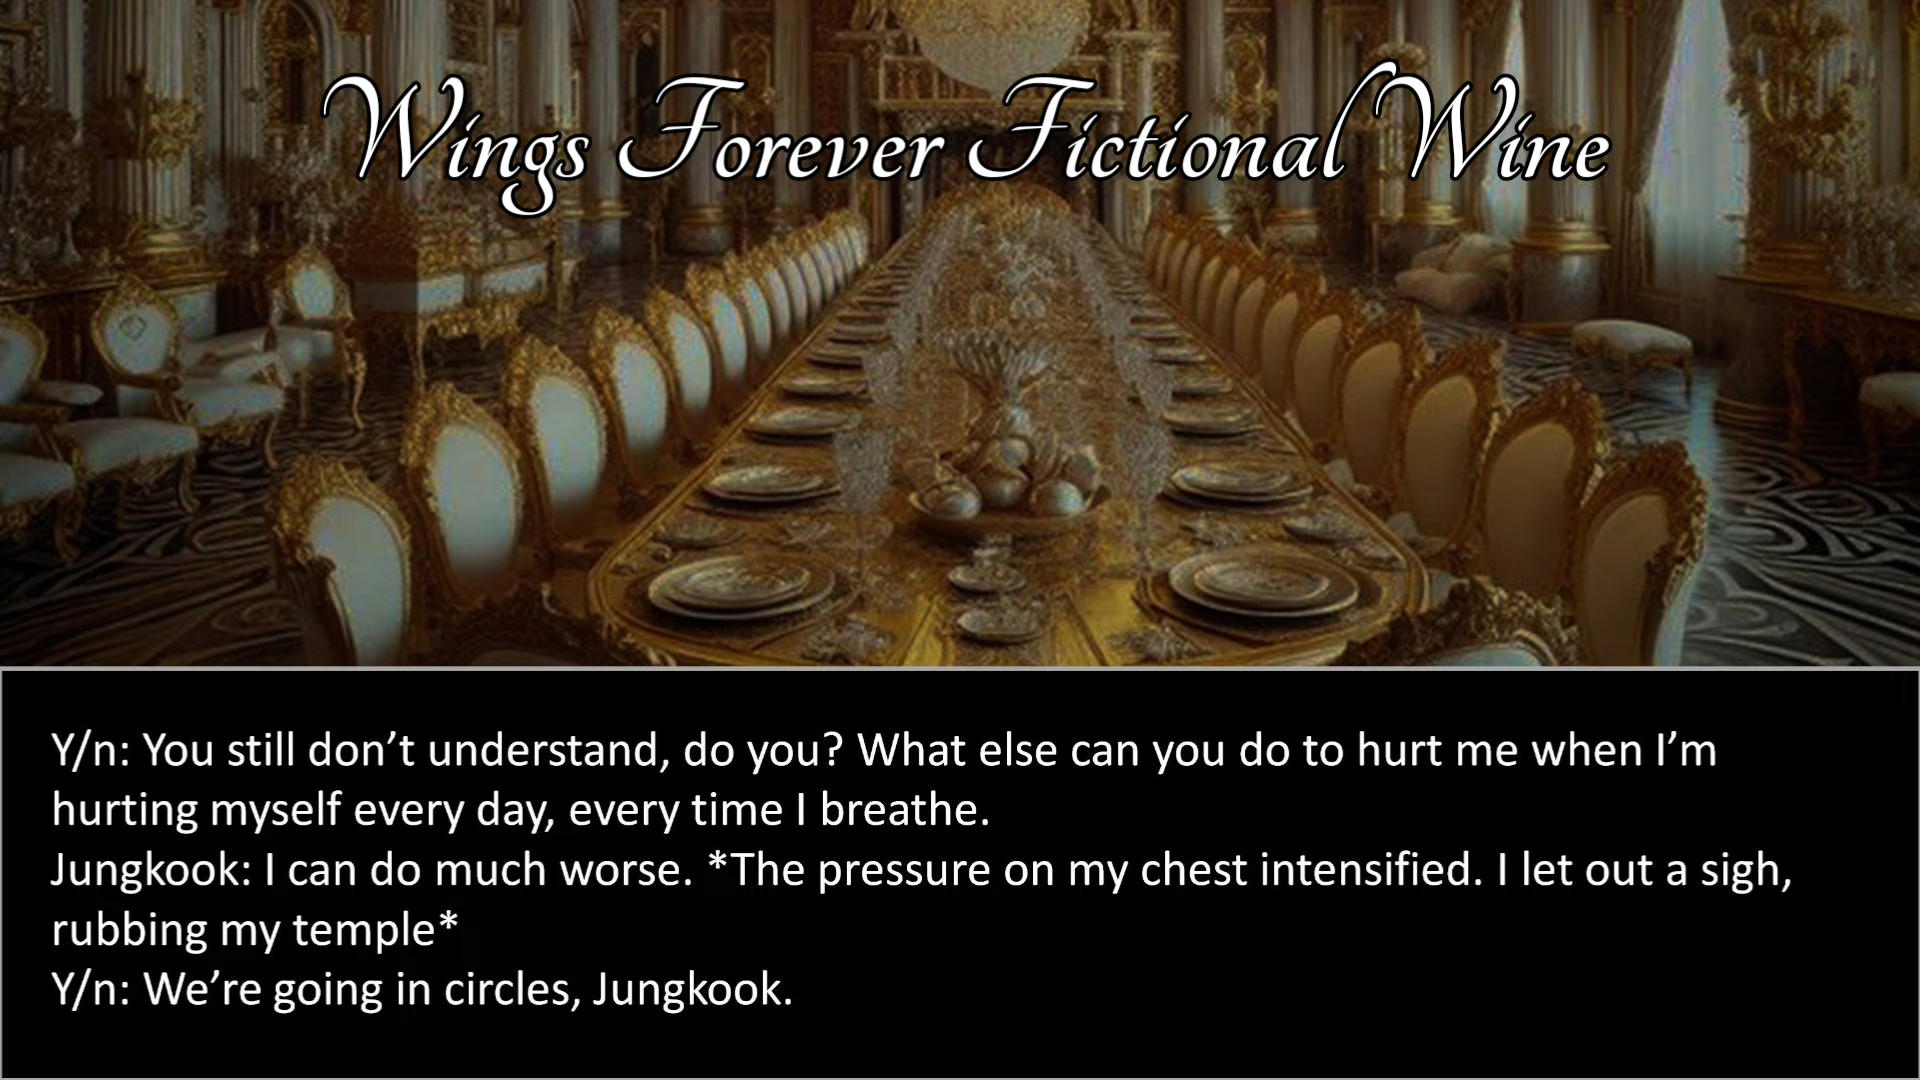 Wings Forever Fictional Wine
Y/n: You still don’t understand, do you? What else can you do to hurt me when I’m
hurting myself every day, every time I breathe.
Jungkook: I can do much worse. *The pressure on my chest intensified. I let out a sigh,
rubbing my temple*
Y/n: We’re going in circles, Jungkook.